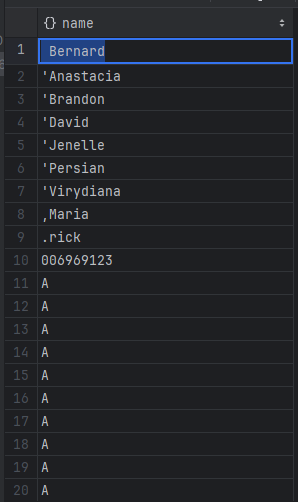 {} name
1 Bernard
2 'Anastacia
3 'Brandon
4 'David
5 'Jenelle
6 'Persian
7 'Virydiana
8 ,Maria
9 .rick
10 006969123
11 A
12 A
13 A
14 A
15 A
16 A
17 A
18 A
19 A
20 A